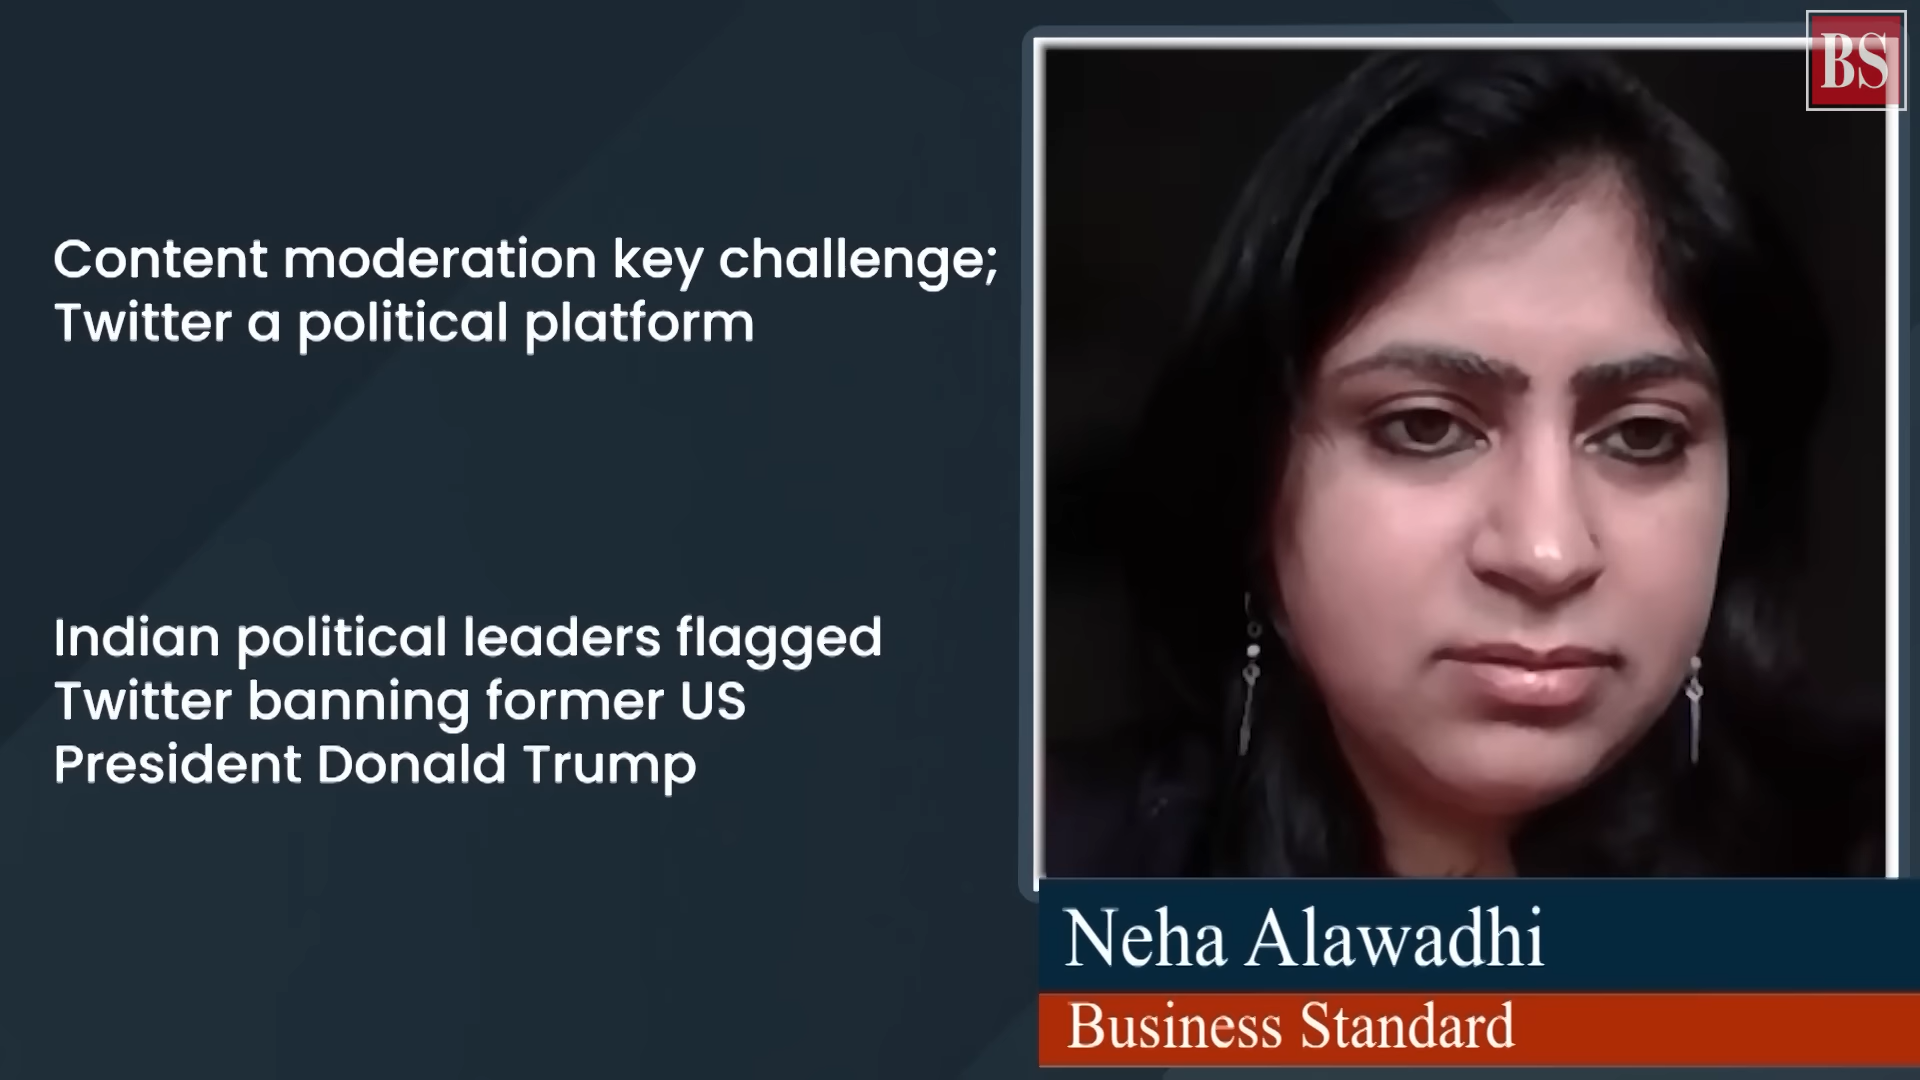 Content moderation key challenge;
Twitter a political platform
Indian political leaders flagged
Twitter banning former US
President Donald Trump
BS
Neha Alawadhi
Business Standard